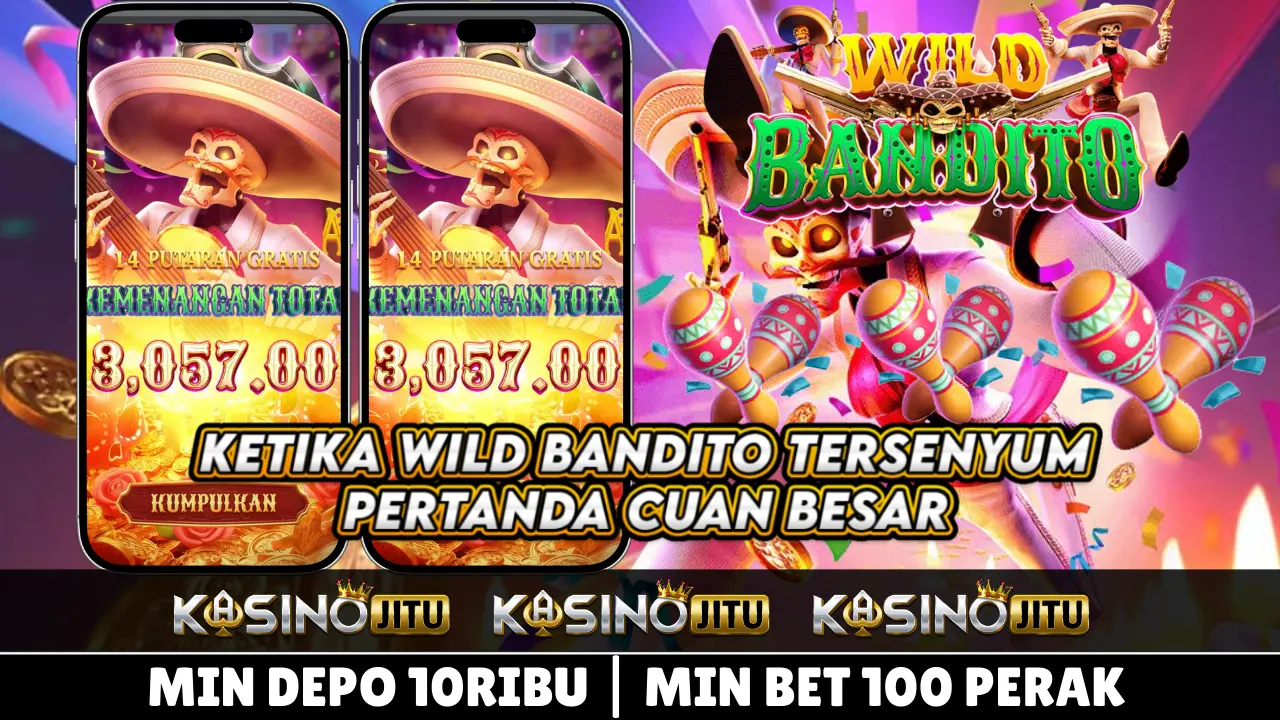 14 PUTARAN GRATIS
KEMENANGAN TOTA
3,057.00
KUMPULKAN
14 PUTARAN GRATIS
KEMENANGAN TOTA
3,057.00
WILD
BANDITO
KETIKA WILD BANDITO TERSENYUM
PERTANDA CUAN BESAR
KASINO JITU KASINO JITU KASINO JITU
MIN DEPO 10RIBU | MIN BET 100 PERAK